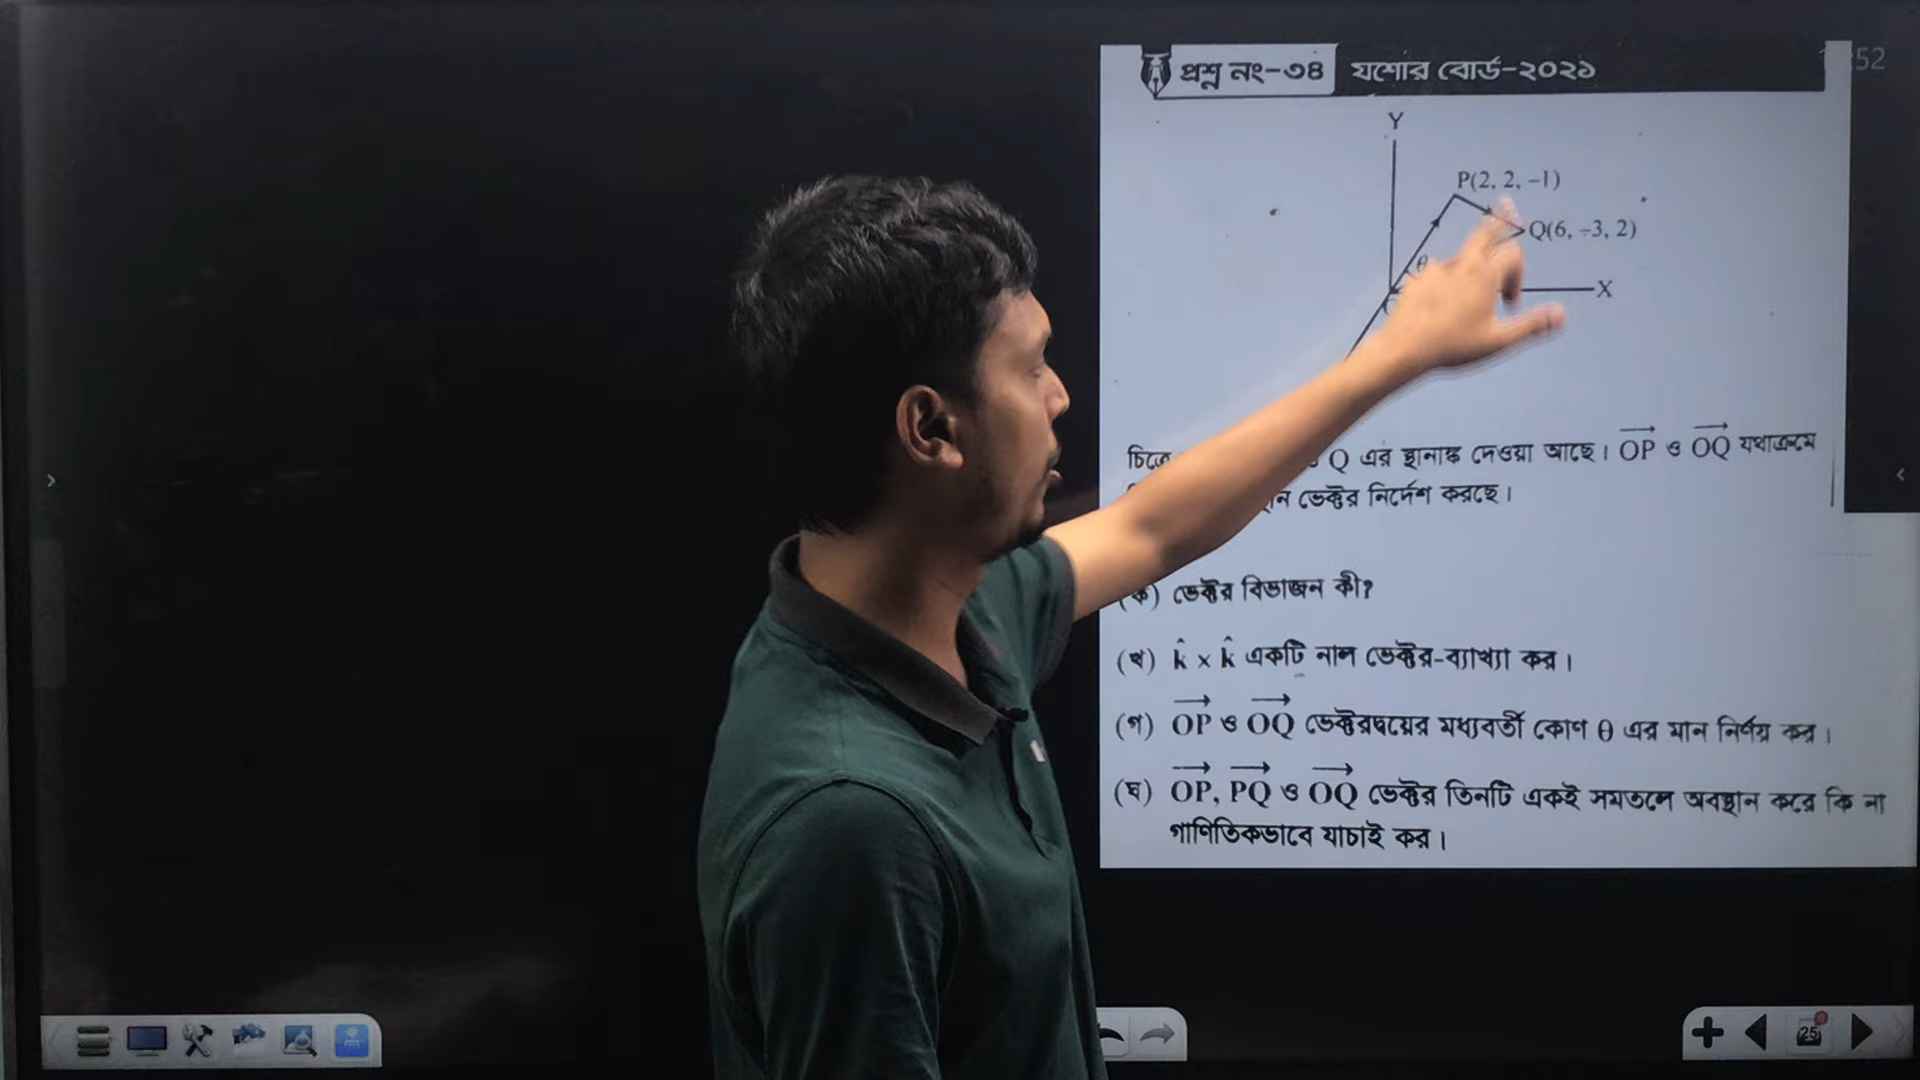 প্রশ্ন নং-৩৪ যশোর বোর্ড-২০২১
52
Y
P(2, 2, −1)
Q(6, −3, 2)
θ
X
চিত্রে Q এর স্থানাঙ্ক দেওয়া আছে। OP ও OQ যথাক্রমে
ভেক্টর নির্দেশ করছে।
(ক) ভেক্টর বিভাজন কী?
(খ) k̂ × k̂ একটি নাল ভেক্টর-ব্যাখ্যা কর।
(গ) OP ও OQ ভেক্টরদ্বয়ের মধ্যবর্তী কোণ θ এর মান নির্ণয় কর।
(ঘ) OP, PQ ও OQ ভেক্টর তিনটি একই সমতলে অবস্থান করে কি না
গাণিতিকভাবে যাচাই কর।
25